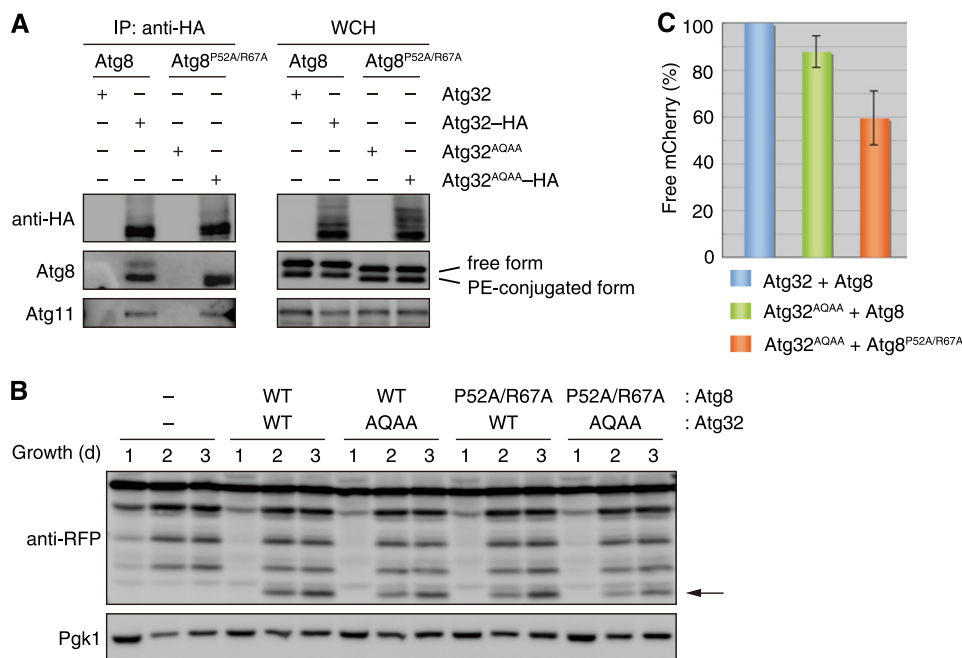 A
IP: anti-HA WCH
Atg8 Atg8P52A/R67A Atg8 Atg8P52A/R67A
+ – – – + – – – Atg32
– + – – – + – – Atg32–HA
– – + – – – + – Atg32AQAA
– – – + – – – + Atg32AQAA–HA
anti-HA
Atg8 free form
PE-conjugated form
Atg11
C
Free mCherry (%)
100
80
60
40
20
0
Atg32 + Atg8
Atg32AQAA + Atg8
Atg32AQAA + Atg8P52A/R67A
B
– WT WT P52A/R67A P52A/R67A : Atg8
– WT AQAA WT AQAA : Atg32
Growth (d) 1 2 3 1 2 3 1 2 3 1 2 3 1 2 3
anti-RFP
Pgk1